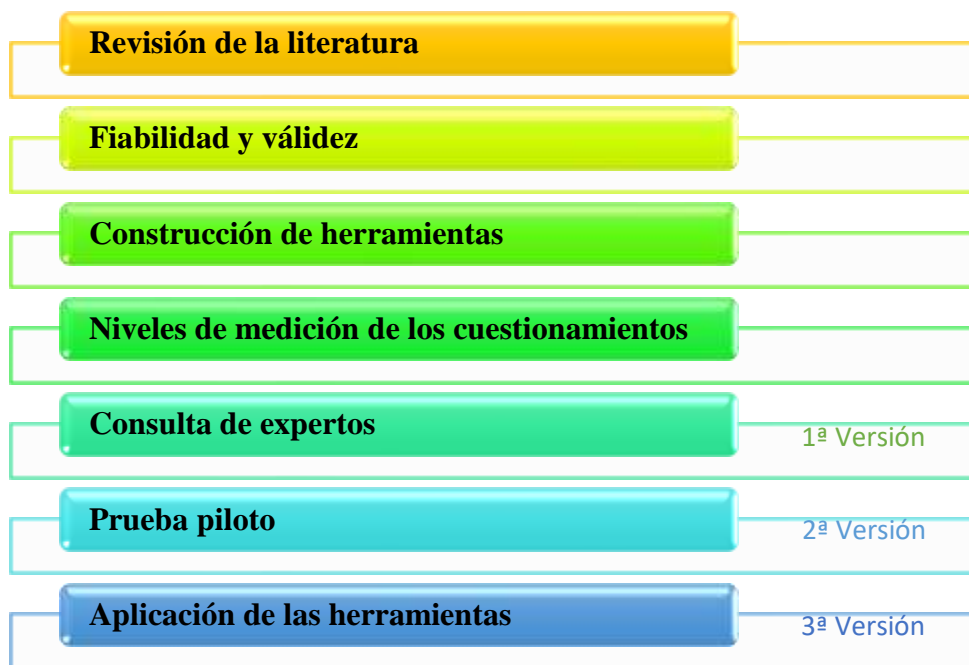 Revisión de la literatura
Fiabilidad y válidez
Construcción de herramientas
Niveles de medición de los cuestionamientos
Consulta de expertos
1ª Versión
Prueba piloto
2ª Versión
Aplicación de las herramientas
3ª Versión